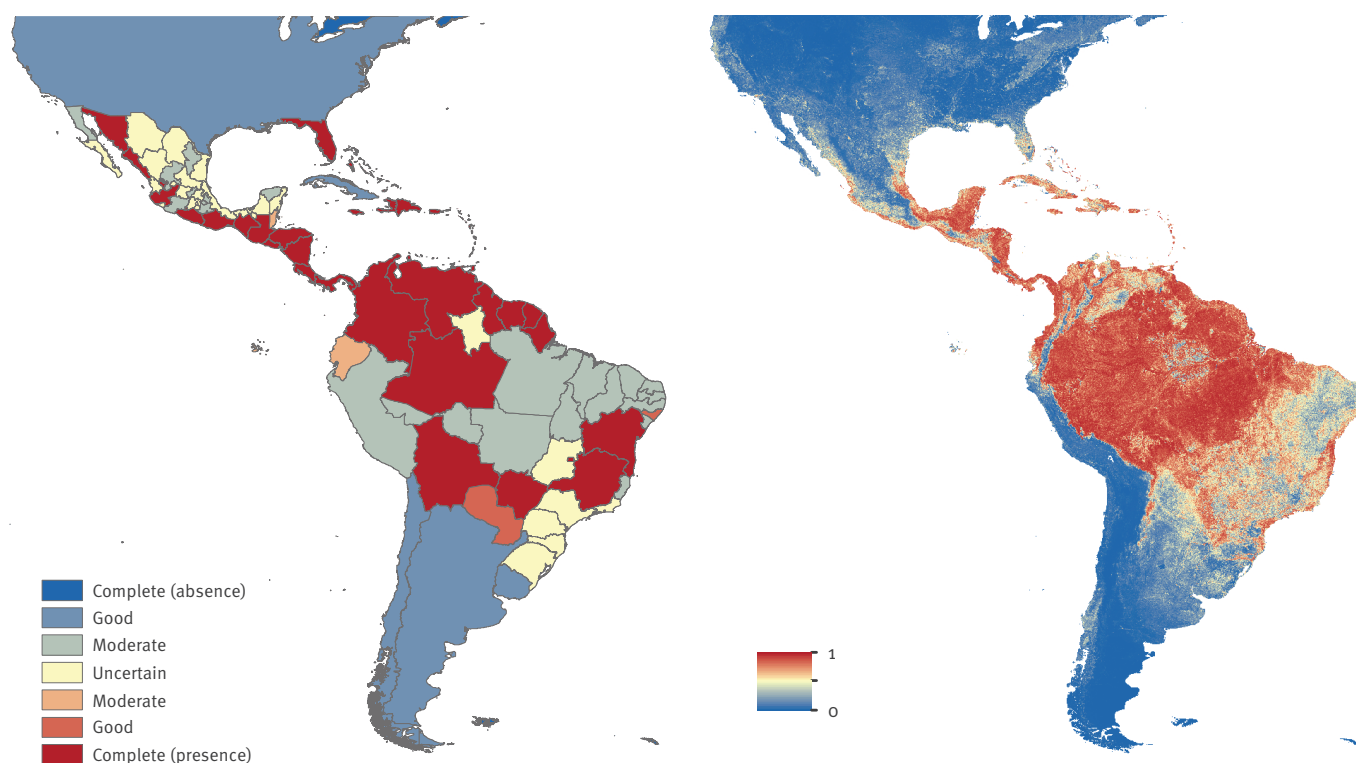 Complete (absence)
Good
Moderate
Uncertain
Moderate
Good
Complete (presence)
1
0